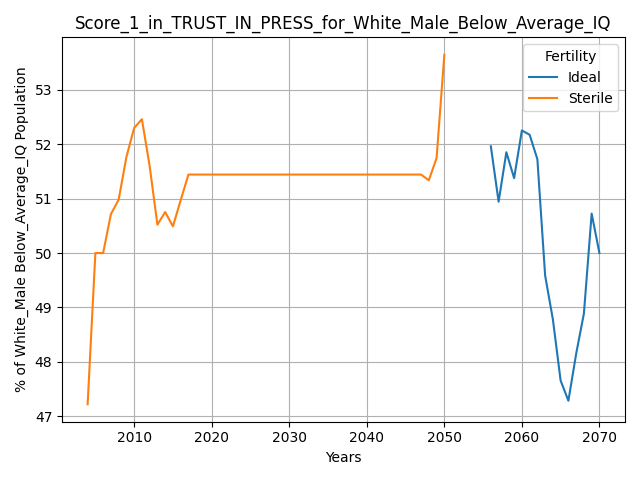 Score_1_in_TRUST_IN_PRESS_for_White_Male_Below_Average_IQ
% of White_Male Below_Average_IQ Population
53
52
51
50
49
48
47
Fertility
Ideal
Sterile
2010 2020 2030 2040 2050 2060 2070
Years